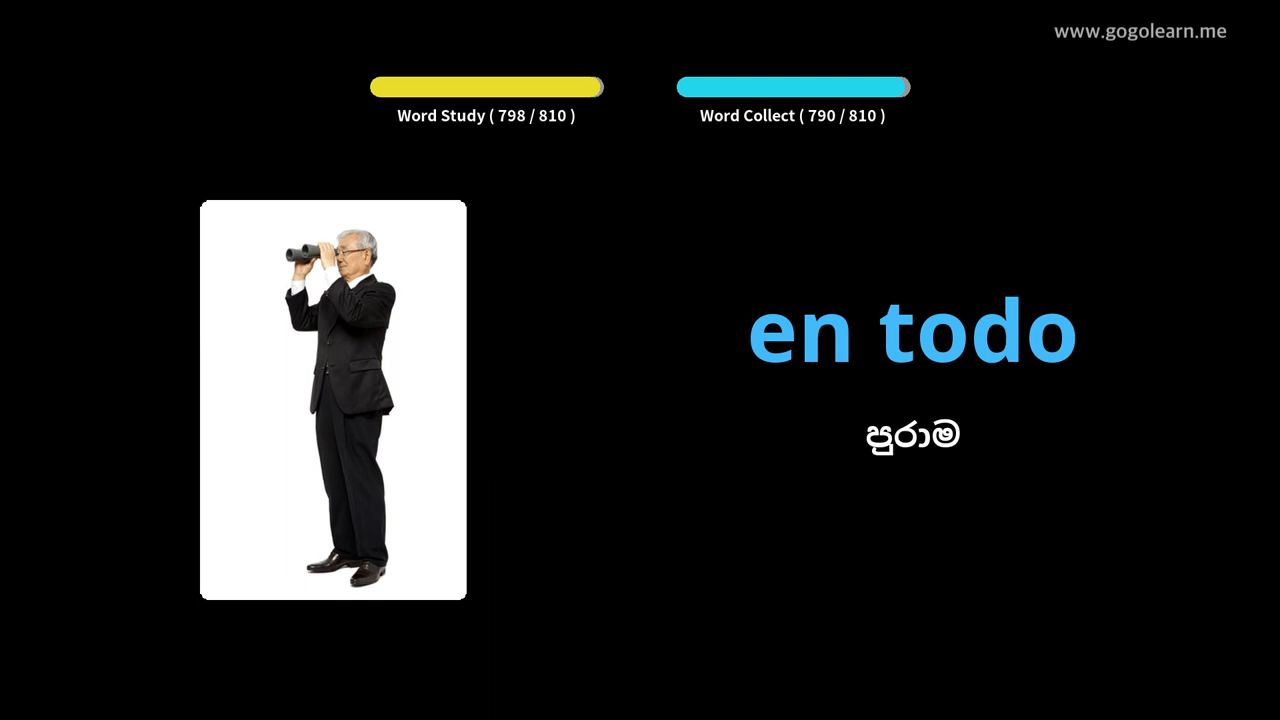 www.gogolearn.me
Word Study ( 798 / 810 )
Word Collect ( 790 / 810 )
en todo
පුරාම